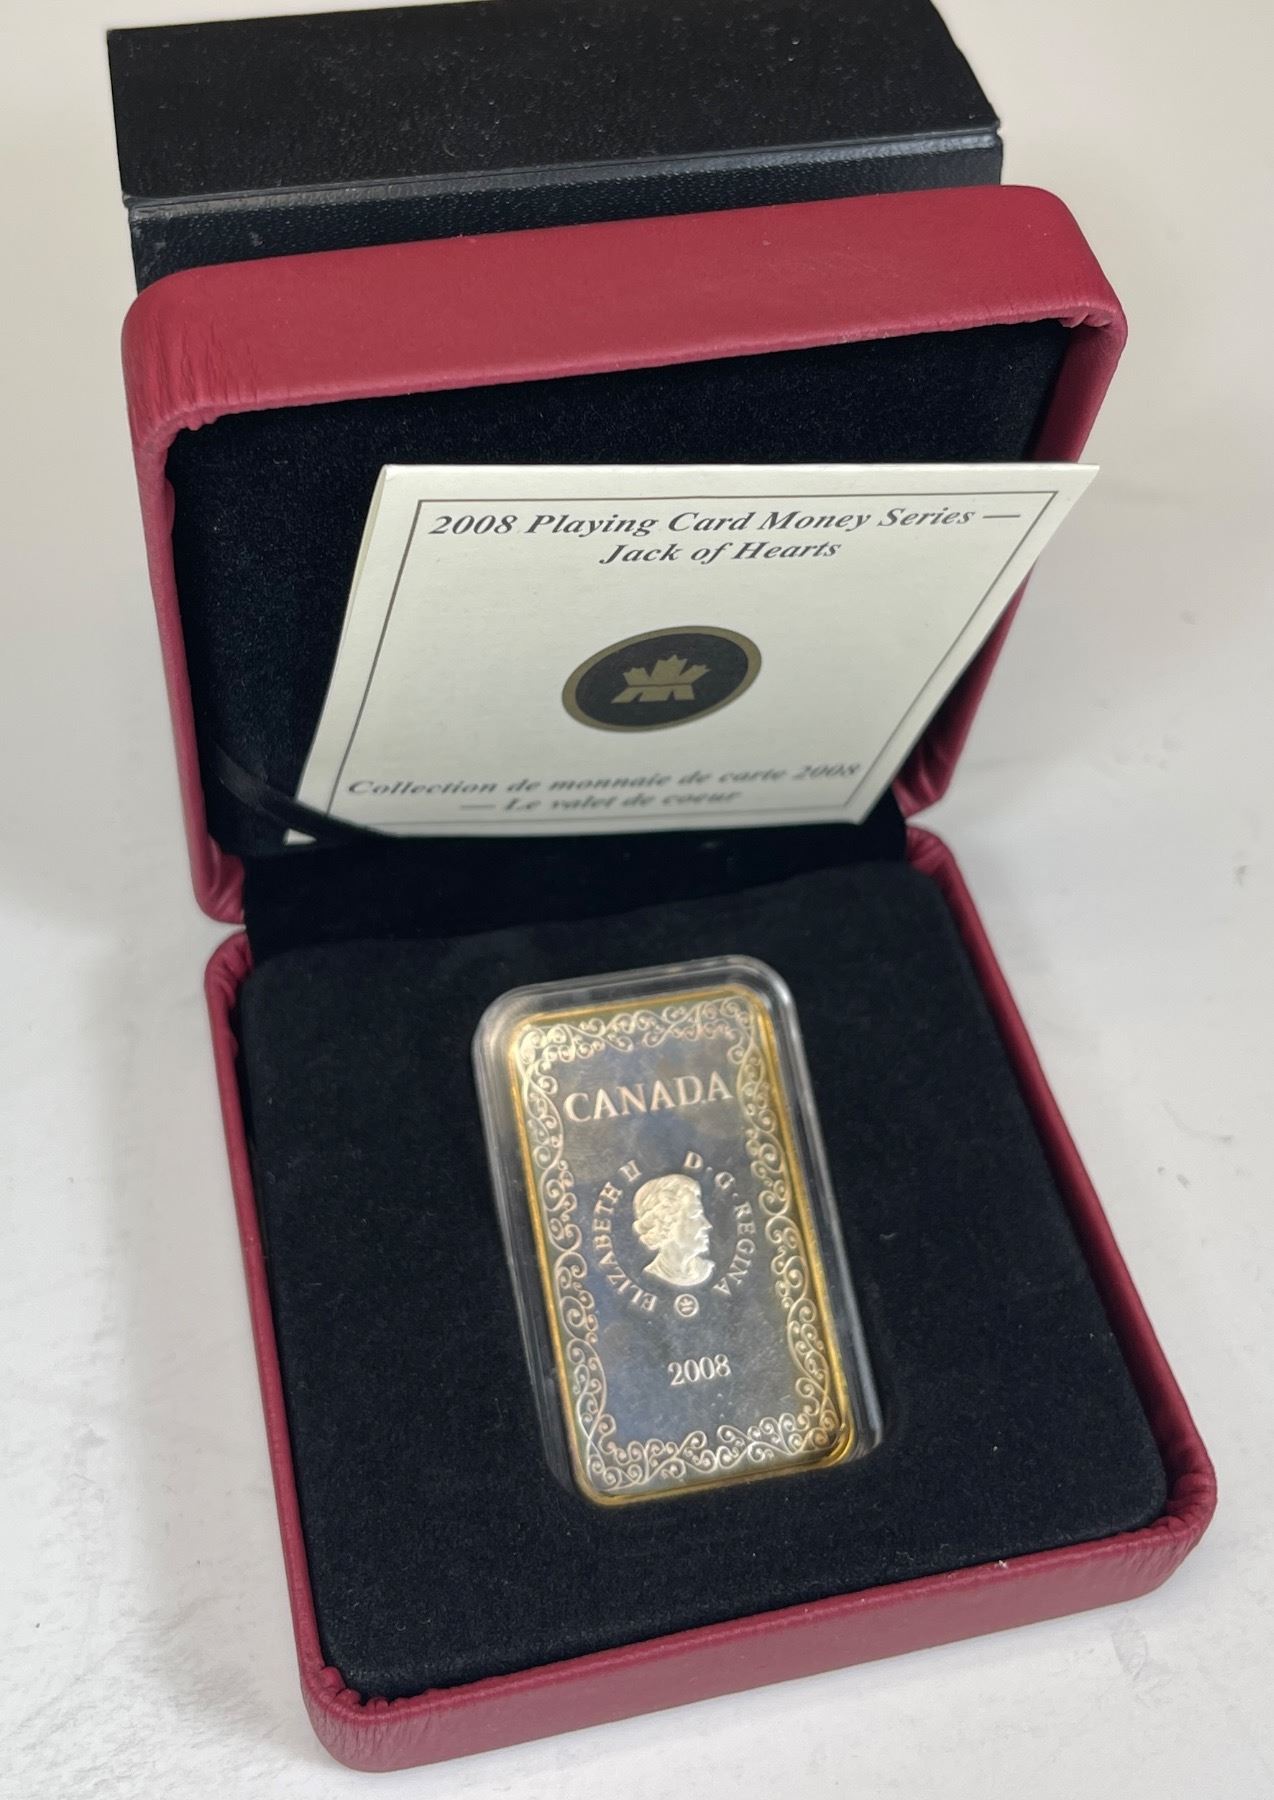 2008 Playing Card Money Series —
Jack of Hearts
Collection de monnaie de carte 2008
— Le valet de coeur
CANADA
ELIZABETH II D·G·REGINA
2008